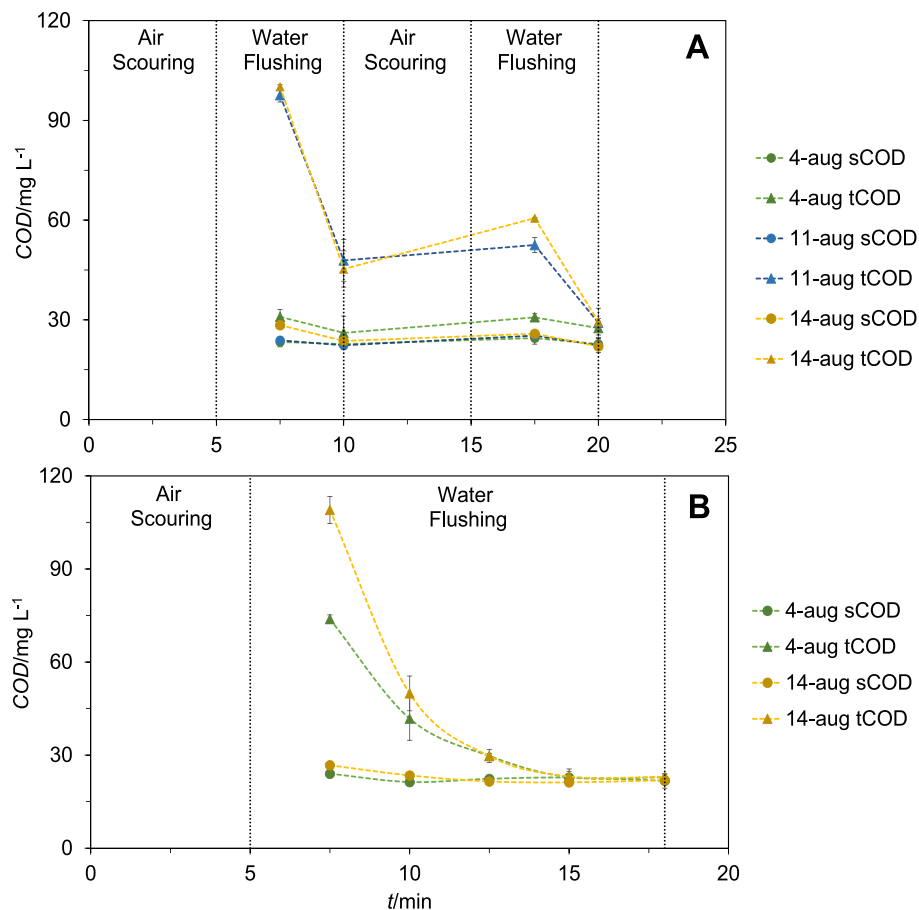 120
90
60
30
0
COD/mg L⁻¹
Air
Scouring
Water
Flushing
Air
Scouring
Water
Flushing
A
0
5
10
15
20
25
4-aug sCOD
4-aug tCOD
11-aug sCOD
11-aug tCOD
14-aug sCOD
14-aug tCOD
120
90
60
30
0
COD/mg L⁻¹
Air
Scouring
Water
Flushing
B
0
5
10
15
20
t/min
4-aug sCOD
4-aug tCOD
14-aug sCOD
14-aug tCOD